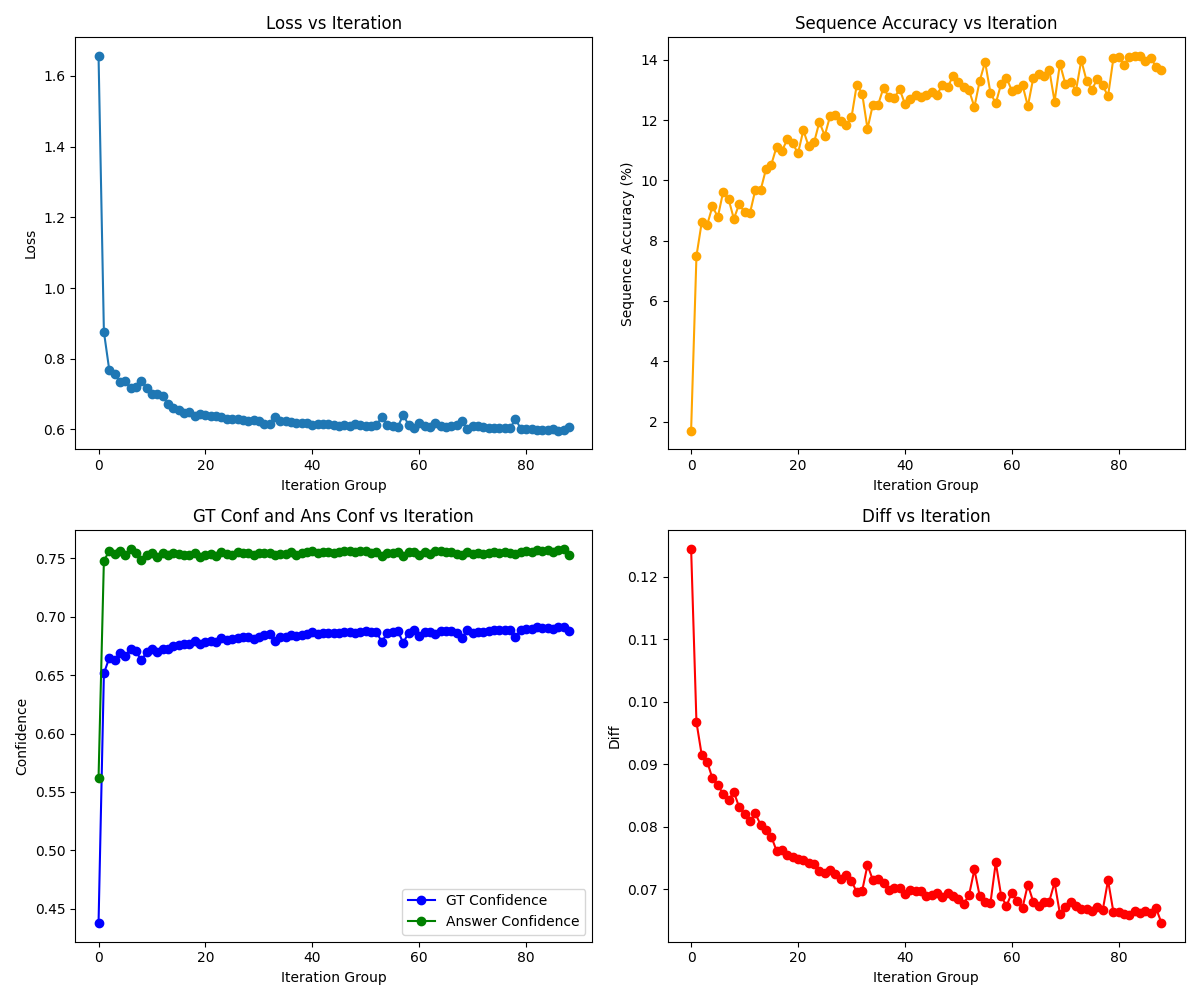 Loss vs Iteration
Loss
1.6
1.4
1.2
1.0
0.8
0.6
0 20 40 60 80
Iteration Group
Sequence Accuracy vs Iteration
Sequence Accuracy (%)
14
12
10
8
6
4
2
0 20 40 60 80
Iteration Group
GT Conf and Ans Conf vs Iteration
Confidence
0.75
0.70
0.65
0.60
0.55
0.50
0.45
GT Confidence
Answer Confidence
0 20 40 60 80
Iteration Group
Diff vs Iteration
Diff
0.12
0.11
0.10
0.09
0.08
0.07
0 20 40 60 80
Iteration Group